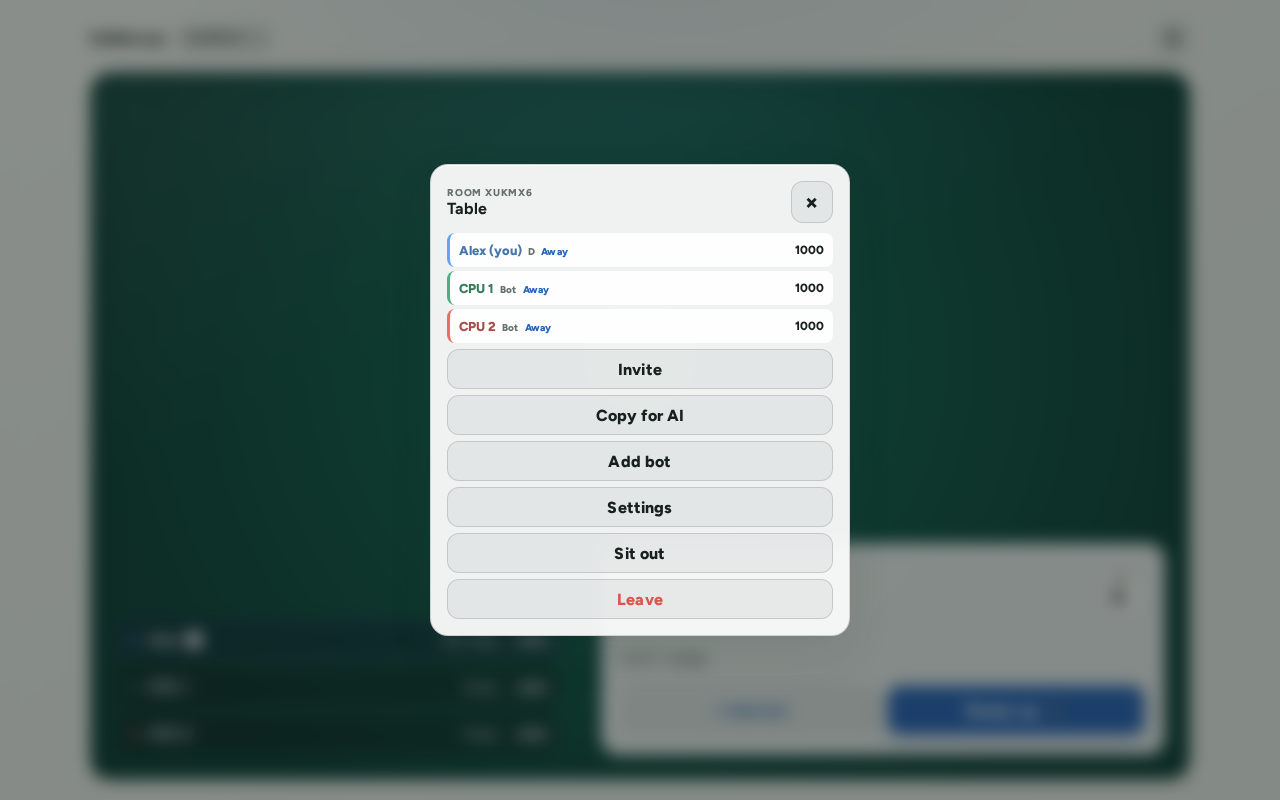 ROOM XUKMX6
Table
×
Alex (you) D Away 1000
CPU 1 Bot Away 1000
CPU 2 Bot Away 1000
Invite
Copy for AI
Add bot
Settings
Sit out
Leave